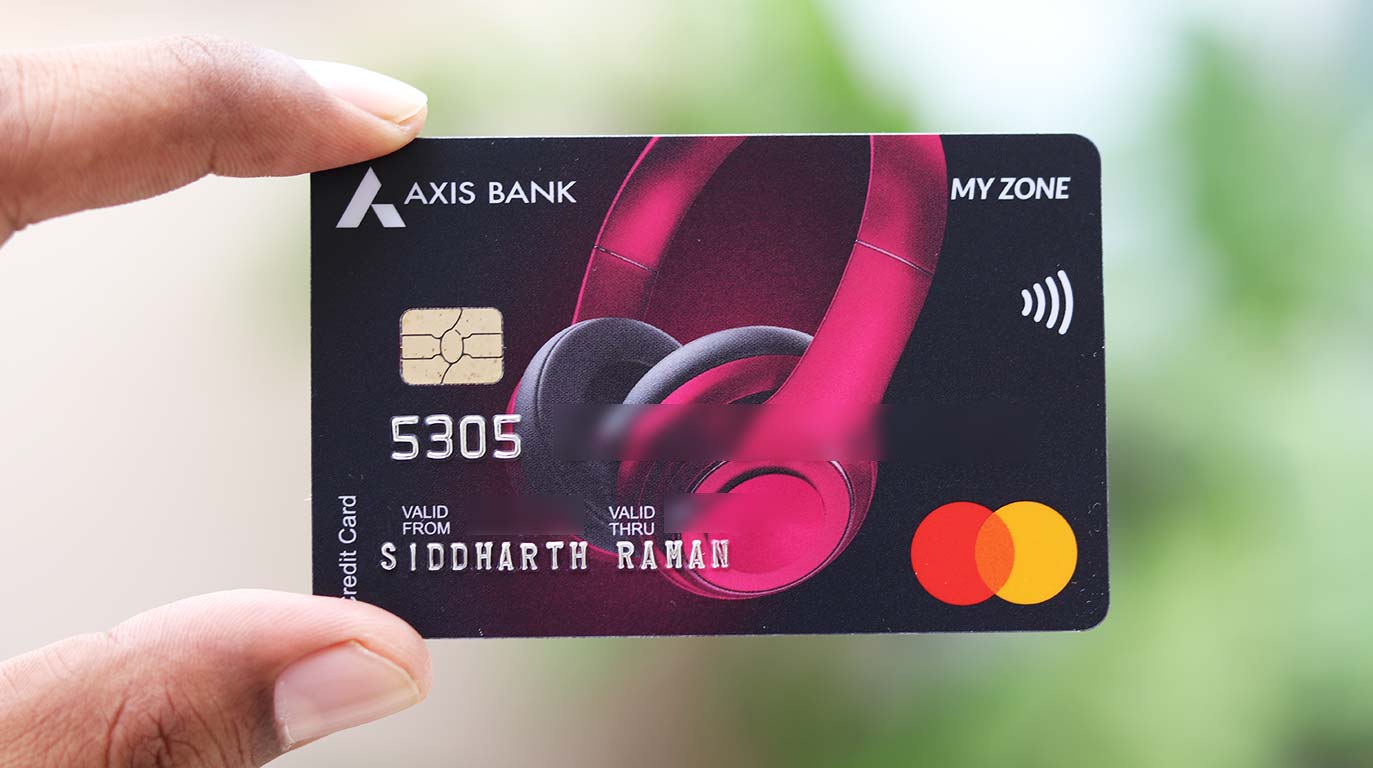 AXIS BANK
MY ZONE
5305
VALID FROM
VALID THRU
SIDDHARTH RAMAN
Credit Card